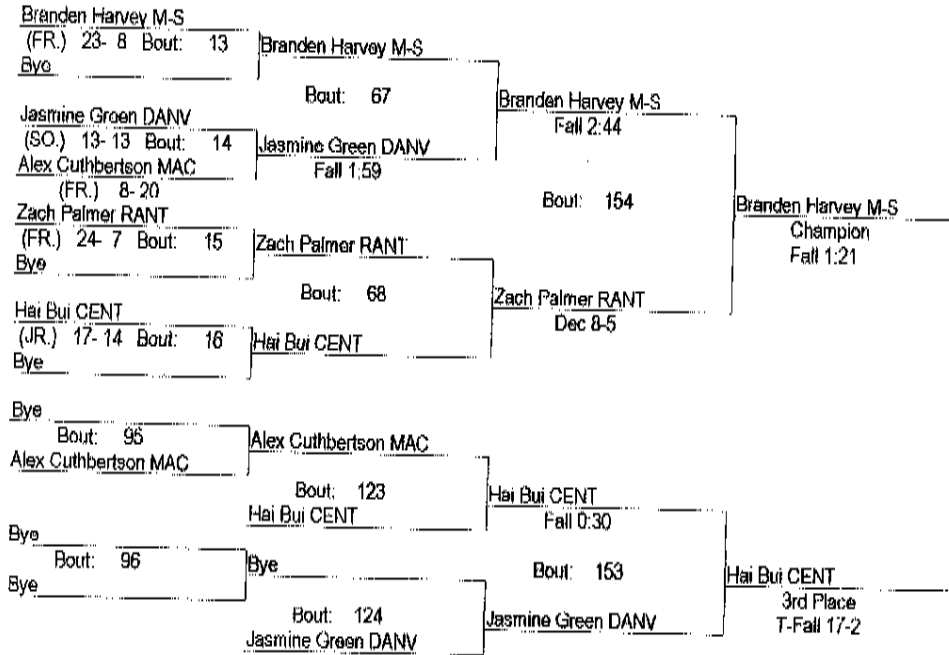 Branden Harvey M-S
(FR.) 23- 8 Bout: 13
Bye
Branden Harvey M-S
Bout: 67
Jasmine Green DANV
(SO.) 13- 13 Bout: 14
Alex Cuthbertson MAC
(FR.) 8- 20
Jasmine Green DANV
Fall 1:59
Branden Harvey M-S
Fall 2:44
Bout: 154
Zach Palmer RANT
(FR.) 24- 7 Bout: 15
Bye
Zach Palmer RANT
Bout: 68
Hai Bui CENT
(JR.) 17- 14 Bout: 16
Bye
Hai Bui CENT
Zach Palmer RANT
Dec 8-5
Branden Harvey M-S
Champion
Fall 1:21
Bye
Bout: 95
Alex Cuthbertson MAC
Alex Cuthbertson MAC
Bout: 123
Hai Bui CENT
Hai Bui CENT
Fall 0:30
Bye
Bout: 96
Bye
Bye
Bout: 124
Jasmine Green DANV
Bout: 153
Jasmine Green DANV
Hai Bui CENT
3rd Place
T-Fall 17-2